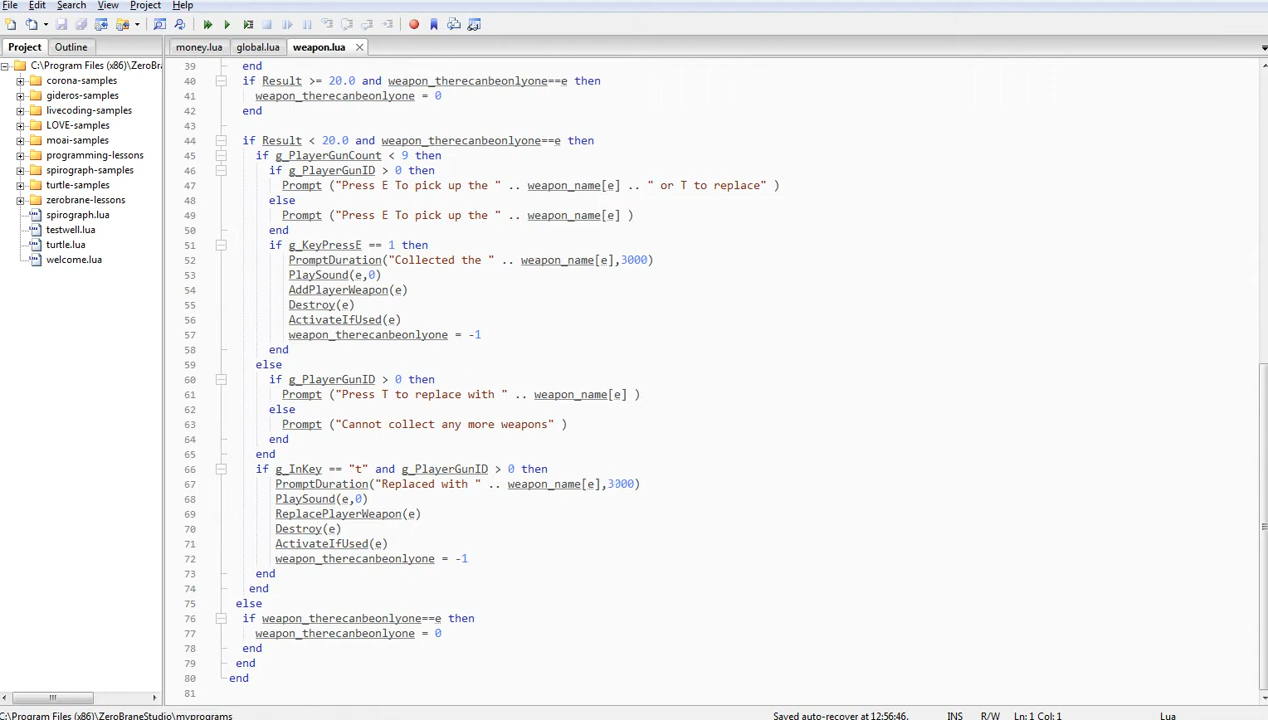 File Edit Search View Project Help
Project Outline
money.lua global.lua weapon.lua
C:\Program Files (x86)\ZeroBra
corona-samples
gideros-samples
livecoding-samples
LOVE-samples
moai-samples
programming-lessons
spirograph-samples
turtle-samples
zerobrane-lessons
spirograph.lua
testwell.lua
turtle.lua
welcome.lua
39 end
40 if Result >= 20.0 and weapon_therecanbeonlyone==e then
41 weapon_therecanbeonlyone = 0
42 end
43
44 if Result < 20.0 and weapon_therecanbeonlyone==e then
45 if g_PlayerGunCount < 9 then
46 if g_PlayerGunID > 0 then
47 Prompt ("Press E To pick up the " .. weapon_name[e] .. " or T to replace" )
48 else
49 Prompt ("Press E To pick up the " .. weapon_name[e] )
50 end
51 if g_KeyPressE == 1 then
52 PromptDuration("Collected the " .. weapon_name[e],3000)
53 PlaySound(e,0)
54 AddPlayerWeapon(e)
55 Destroy(e)
56 ActivateIfUsed(e)
57 weapon_therecanbeonlyone = -1
58 end
59 else
60 if g_PlayerGunID > 0 then
61 Prompt ("Press T to replace with " .. weapon_name[e] )
62 else
63 Prompt ("Cannot collect any more weapons" )
64 end
65 end
66 if g_InKey == "t" and g_PlayerGunID > 0 then
67 PromptDuration("Replaced with " .. weapon_name[e],3000)
68 PlaySound(e,0)
69 ReplacePlayerWeapon(e)
70 Destroy(e)
71 ActivateIfUsed(e)
72 weapon_therecanbeonlyone = -1
73 end
74 end
75 else
76 if weapon_therecanbeonlyone==e then
77 weapon_therecanbeonlyone = 0
78 end
79 end
80 end
81
C:\Program Files (x86)\ZeroBraneStudio\myprograms Saved auto-recover at 12:56:46. INS R/W Ln: 1 Col: 1 Lua